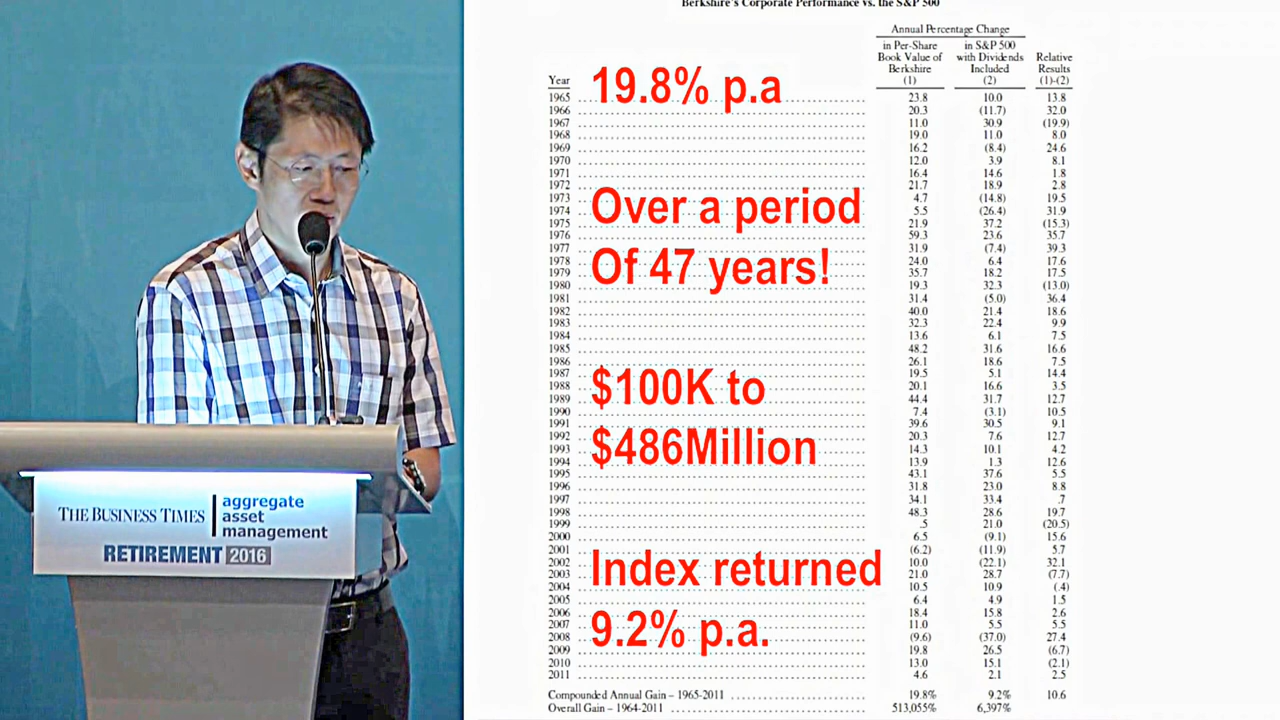 Berkshire's Corporate Performance vs. the S&P 500
Annual Percentage Change
in Per-Share in S&P 500
Book Value of with Dividends Relative
Berkshire Included Results
Year (1) (2) (1)-(2)
1965 23.8 10.0 13.8
1966 20.3 (11.7) 32.0
1967 11.0 30.9 (19.9)
1968 19.0 11.0 8.0
1969 16.2 (8.4) 24.6
1970 12.0 3.9 8.1
1971 16.4 14.6 1.8
1972 21.7 18.9 2.8
1973 4.7 (14.8) 19.5
1974 5.5 (26.4) 31.9
1975 21.9 37.2 (15.3)
1976 59.3 23.6 35.7
1977 31.9 (7.4) 39.3
1978 24.0 6.4 17.6
1979 35.7 18.2 17.5
1980 19.3 32.3 (13.0)
1981 31.4 (5.0) 36.4
1982 40.0 21.4 18.6
1983 32.3 22.4 9.9
1984 13.6 6.1 7.5
1985 48.2 31.6 16.6
1986 26.1 18.6 7.5
1987 19.5 5.1 14.4
1988 20.1 16.6 3.5
1989 44.4 31.7 12.7
1990 7.4 (3.1) 10.5
1991 39.6 30.5 9.1
1992 20.3 7.6 12.7
1993 14.3 10.1 4.2
1994 13.9 1.3 12.6
1995 43.1 37.6 5.5
1996 31.8 23.0 8.8
1997 34.1 33.4 .7
1998 48.3 28.6 19.7
1999 .5 21.0 (20.5)
2000 6.5 (9.1) 15.6
2001 (6.2) (11.9) 5.7
2002 10.0 (22.1) 32.1
2003 21.0 28.7 (7.7)
2004 10.5 10.9 (.4)
2005 6.4 4.9 1.5
2006 18.4 15.8 2.6
2007 11.0 5.5 5.5
2008 (9.6) (37.0) 27.4
2009 19.8 26.5 (6.7)
2010 13.0 15.1 (2.1)
2011 4.6 2.1 2.5
Compounded Annual Gain – 1965-2011 19.8% 9.2% 10.6
Overall Gain – 1964-2011 513,055% 6,397%
19.8% p.a
Over a period
Of 47 years!
$100K to
$486Million
Index returned
9.2% p.a.
THE BUSINESS TIMES
aggregate
asset
management
RETIREMENT 2016